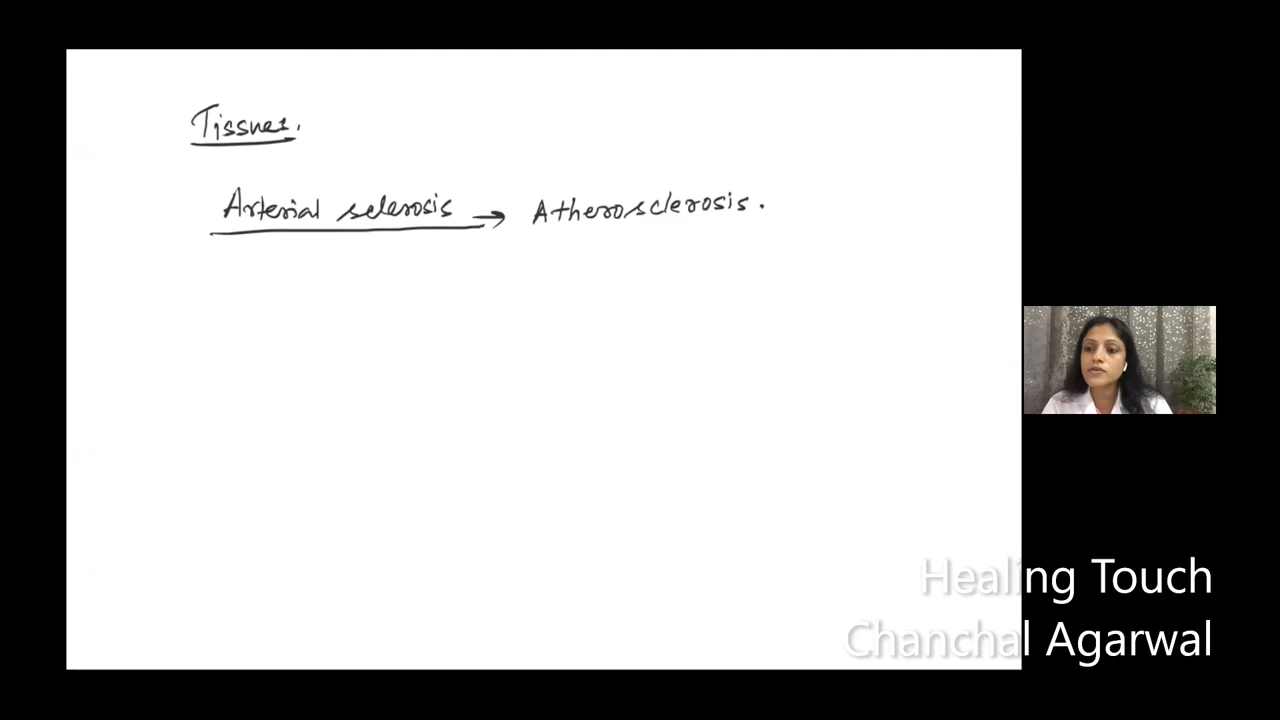 Tissues.
Arterial sclerosis → Atherosclerosis.
Healing Touch
Chanchal Agarwal